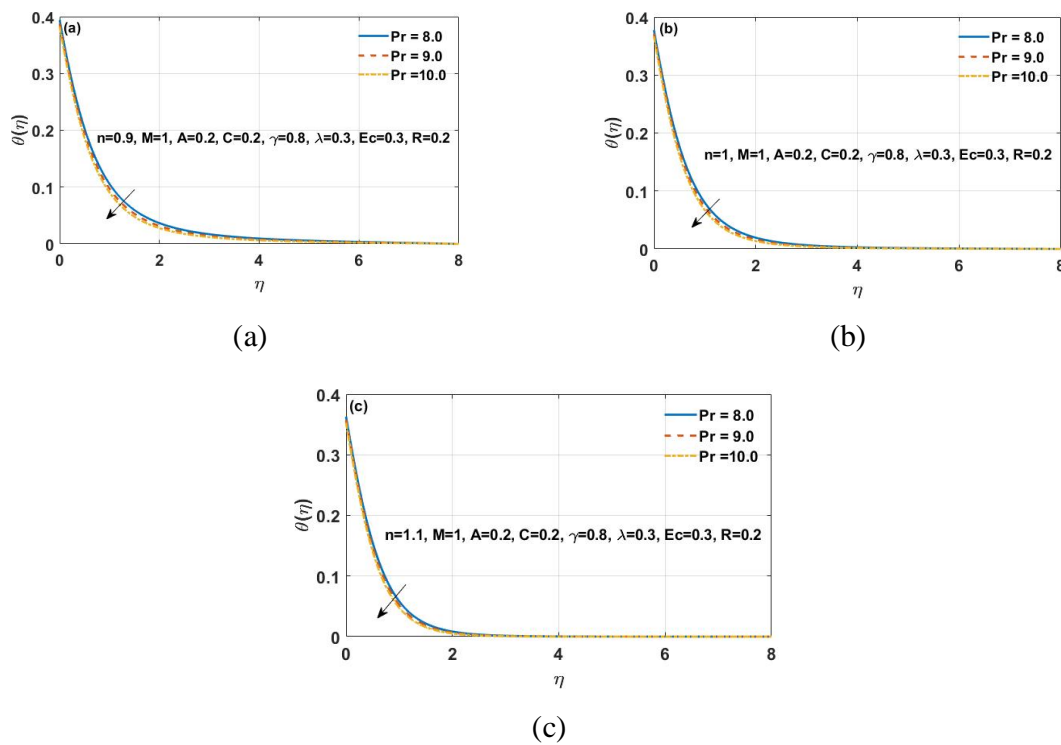 (a)
0.4
0.3
0.2
0.1
0
θ(η)
Pr = 8.0
Pr = 9.0
Pr = 10.0
n=0.9, M=1, A=0.2, C=0.2, γ=0.8, λ=0.3, Ec=0.3, R=0.2
0 2 4 6 8
η
(a)
(b)
0.4
0.3
0.2
0.1
0
θ(η)
Pr = 8.0
Pr = 9.0
Pr =10.0
n=1, M=1, A=0.2, C=0.2, γ=0.8, λ=0.3, Ec=0.3, R=0.2
0 2 4 6 8
η
(b)
(c)
0.4
0.3
0.2
0.1
0
θ(η)
Pr = 8.0
Pr = 9.0
Pr =10.0
n=1.1, M=1, A=0.2, C=0.2, γ=0.8, λ=0.3, Ec=0.3, R=0.2
0 2 4 6 8
η
(c)